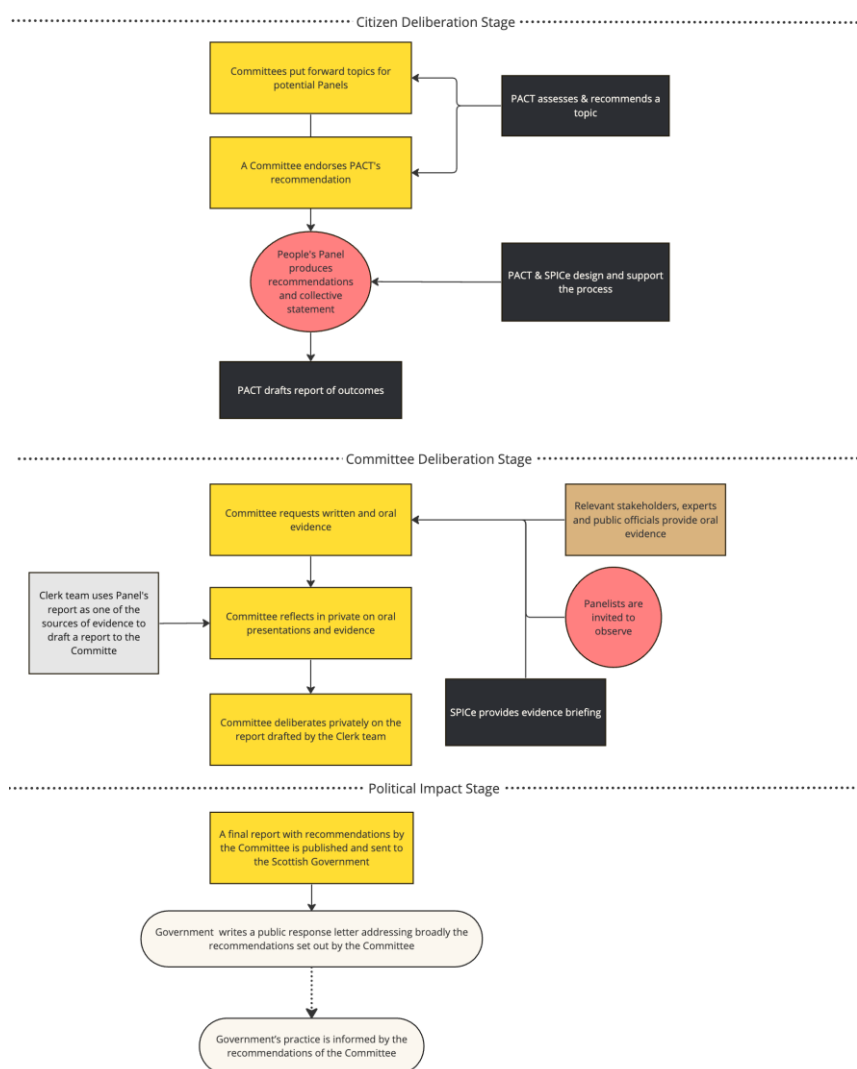 Citizen Deliberation Stage
Committees put forward topics for
potential Panels
PACT assesses & recommends a
topic
A Committee endorses PACT's
recommendation
People's Panel
produces
recommendations
and collective
statement
PACT & SPICe design and support
the process
PACT drafts report of outcomes
Committee Deliberation Stage
Committee requests written and oral
evidence
Relevant stakeholders, experts
and public officials provide oral
evidence
Clerk team uses Panel's
report as one of the
sources of evidence to
draft a report to the
Committe
Committee reflects in private on oral
presentations and evidence
Panelists are
invited to
observe
Committee deliberates privately on the
report drafted by the Clerk team
SPICe provides evidence briefing
Political Impact Stage
A final report with recommendations by
the Committee is published and sent to
the Scottish Government
Government writes a public response letter addressing broadly the
recommendations set out by the Committee
Government's practice is informed by the
recommendations of the Committee